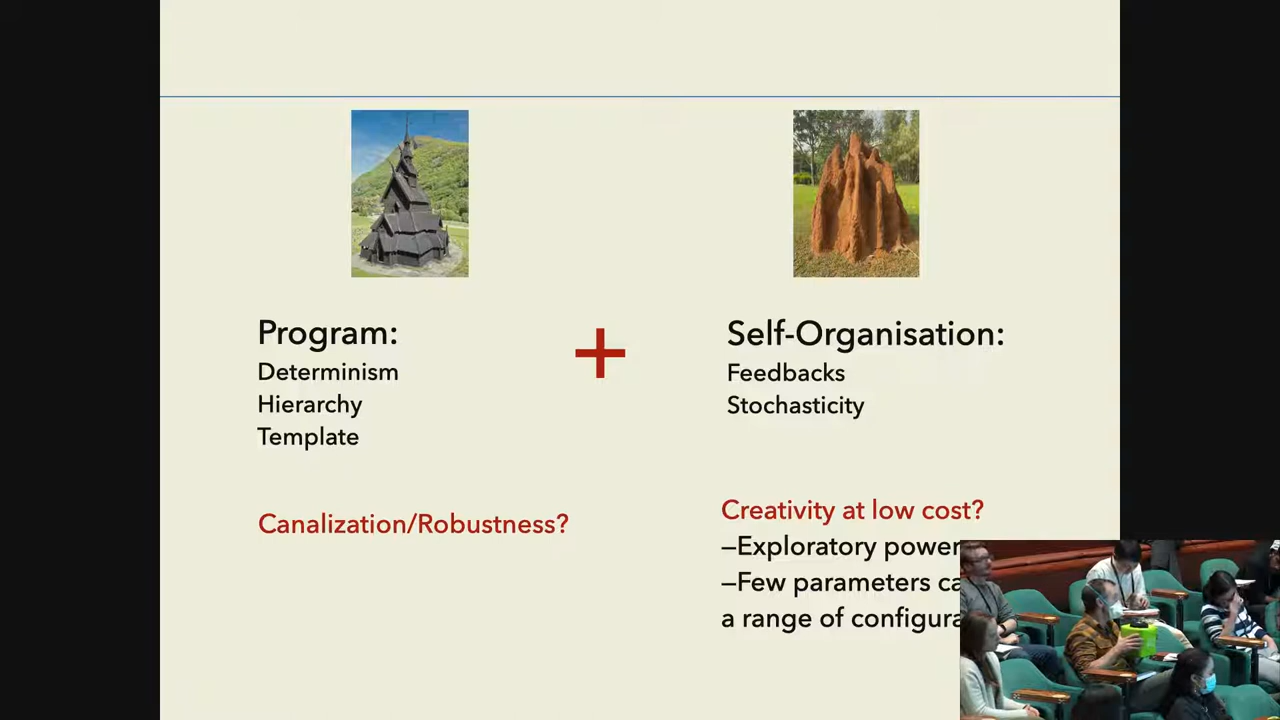 Program:
Determinism
Hierarchy
Template
Canalization/Robustness?
+
Self-Organisation:
Feedbacks
Stochasticity
Creativity at low cost?
–Exploratory power
–Few parameters
a range of